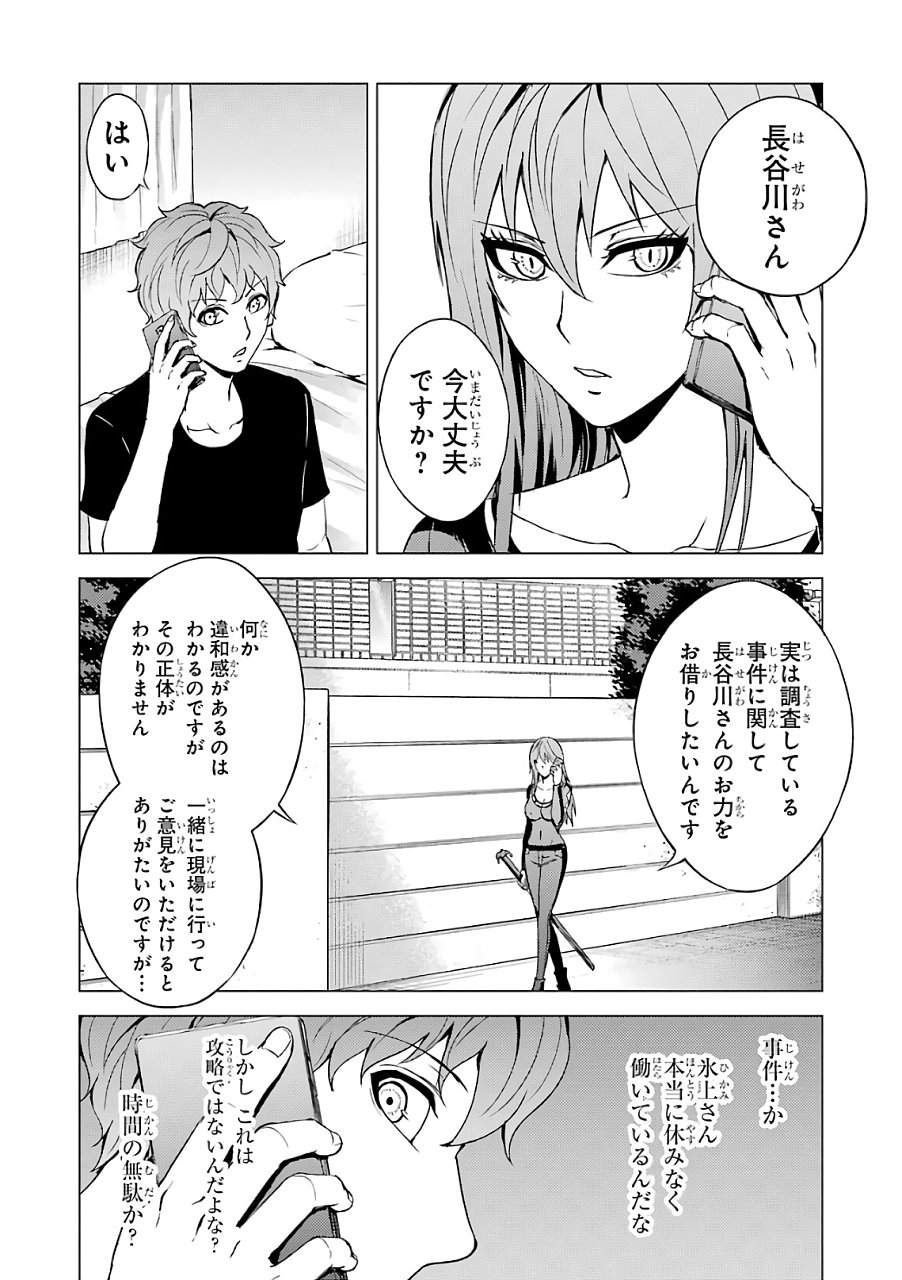 長谷川さん
今大丈夫
ですか？
はい
実は調査している
事件に関して
長谷川さんのお力を
お借りしたいんです
何か
違和感があるのは
わかるのですが
その正体が
わかりません
一緒に現場に行って
ご意見をいただけると
ありがたいのですが…
事件…か
氷上さん
本当に休みなく
働いているんだな
しかし これは
攻略ではないんだよな？
時間の無駄か？